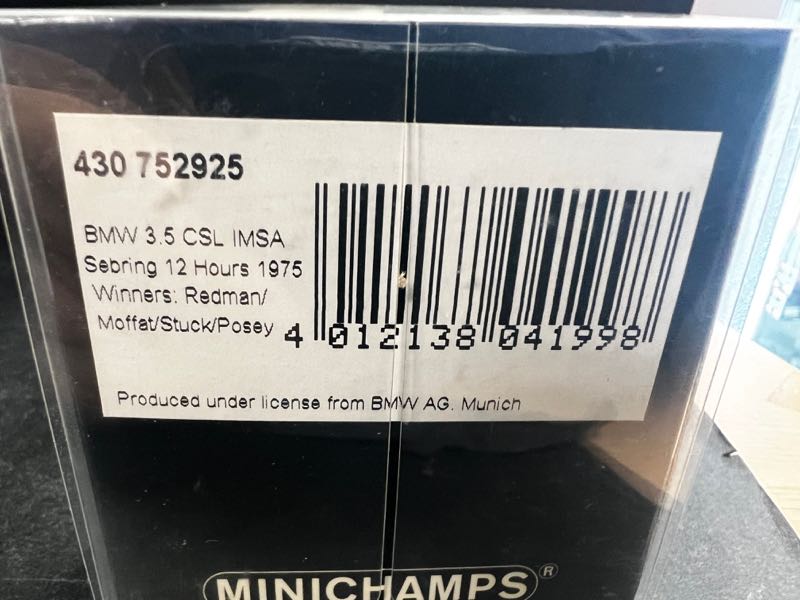 430 752925
BMW 3.5 CSL IMSA
Sebring 12 Hours 1975
Winners: Redman/
Moffat/Stuck/Posey
4 012138 041998
Produced under license from BMW AG. Munich
MINICHAMPS®